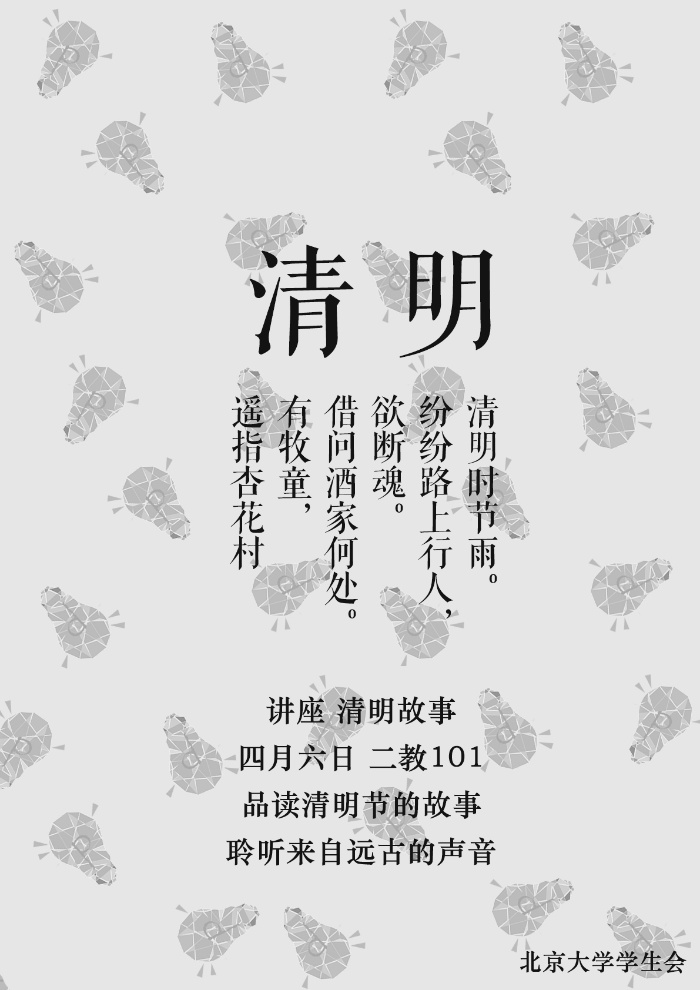 清明
清明时节雨。
纷纷路上行人，
欲断魂。
借问酒家何处。
有牧童，
遥指杏花村
讲座 清明故事
四月六日 二教101
品读清明节的故事
聆听来自远古的声音
北京大学学生会